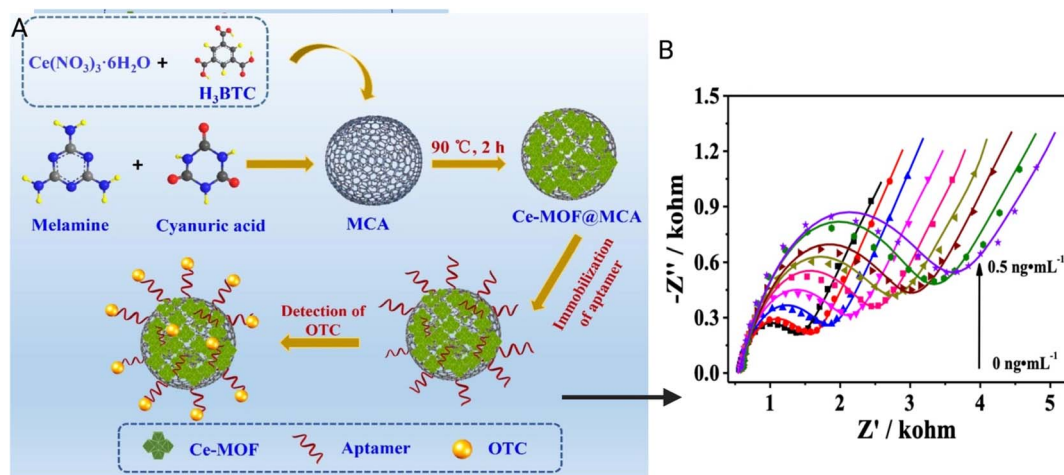 A
Ce(NO₃)₃·6H₂O +
H₃BTC
+
90 ℃, 2 h
Melamine
Cyanuric acid
MCA
Ce-MOF@MCA
Immobilization
of aptamer
Detection of
OTC
Ce-MOF
Aptamer
OTC
B
1.5
1.2
0.9
0.6
0.3
0.0
-Z'' / kohm
0.5 ng•mL⁻¹
0 ng•mL⁻¹
1 2 3 4 5
Z' / kohm